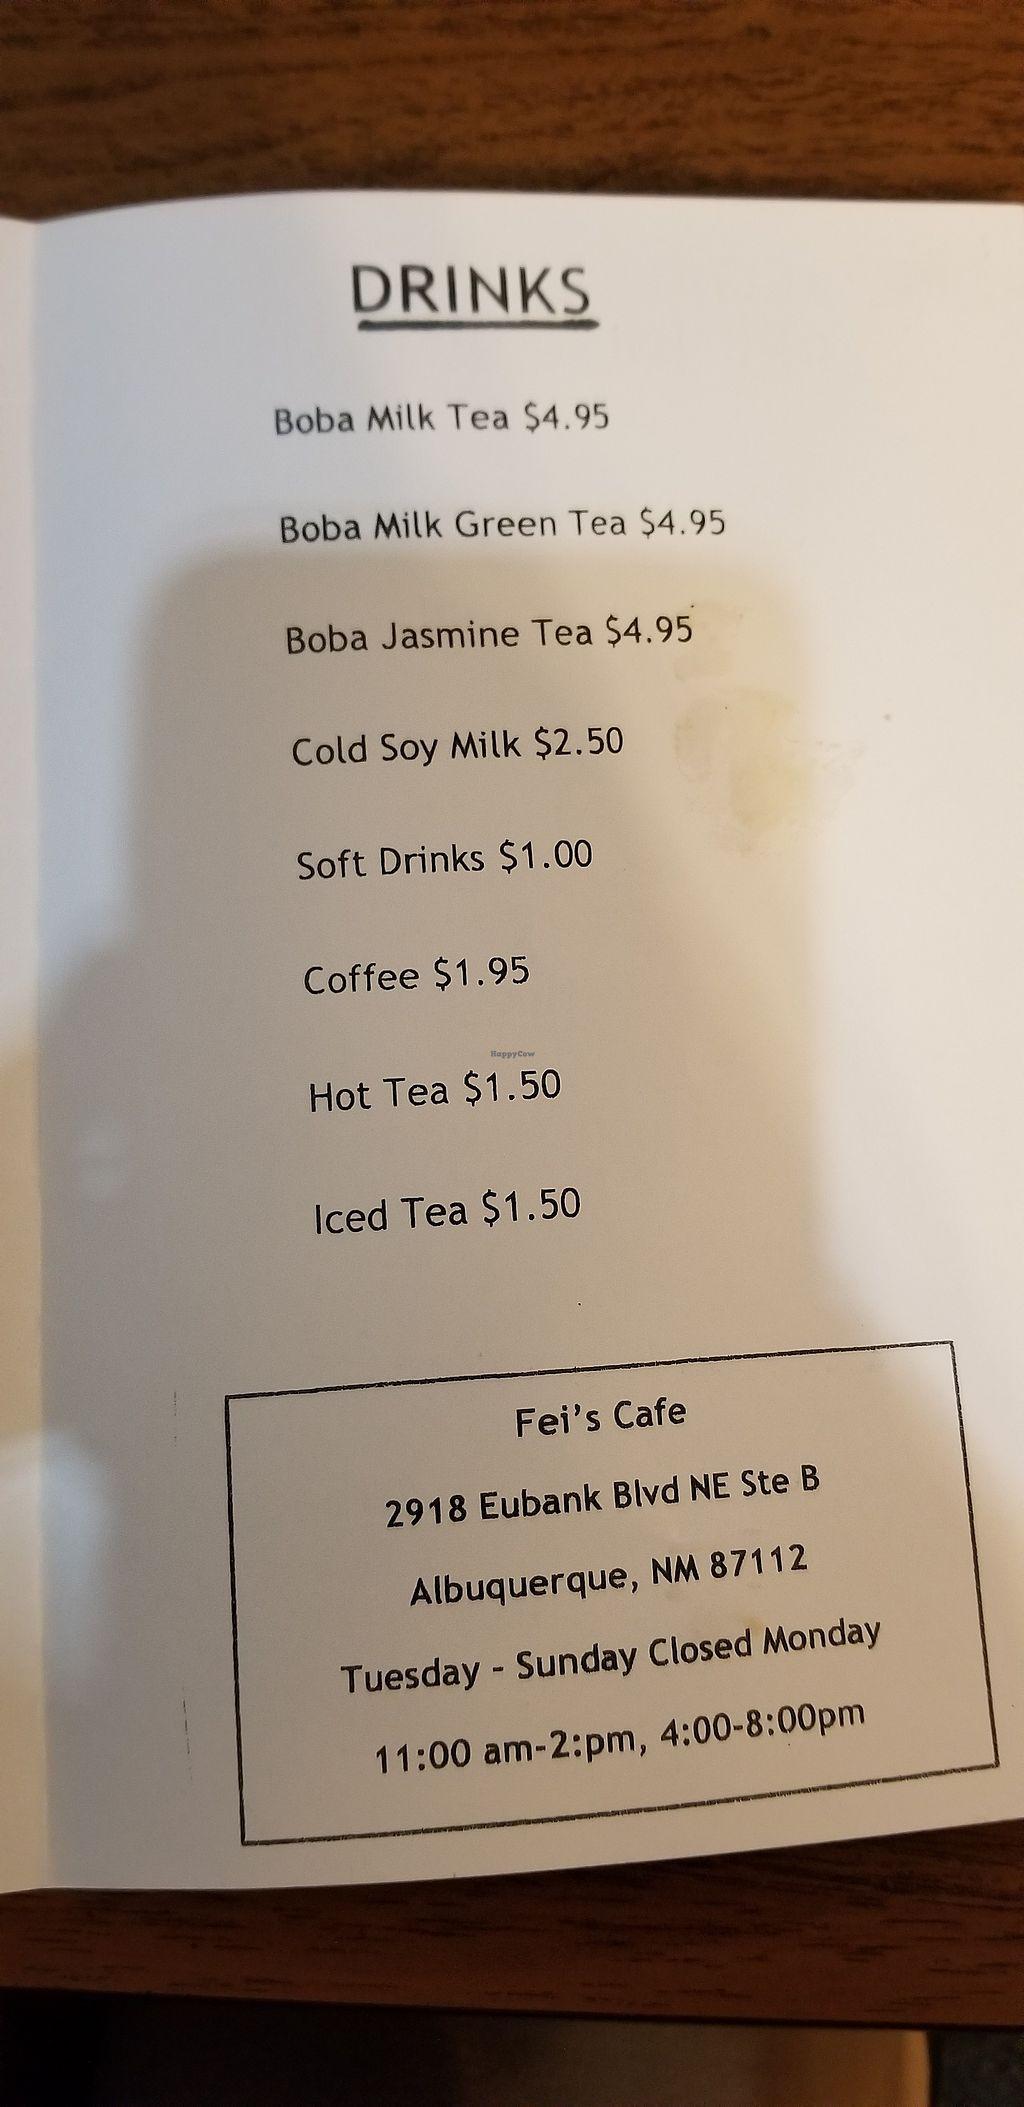 DRINKS
Boba Milk Tea $4.95
Boba Milk Green Tea $4.95
Boba Jasmine Tea $4.95
Cold Soy Milk $2.50
Soft Drinks $1.00
Coffee $1.95
HappyCow
Hot Tea $1.50
Iced Tea $1.50
Fei's Cafe
2918 Eubank Blvd NE Ste B
Albuquerque, NM 87112
Tuesday - Sunday Closed Monday
11:00 am-2:pm, 4:00-8:00pm